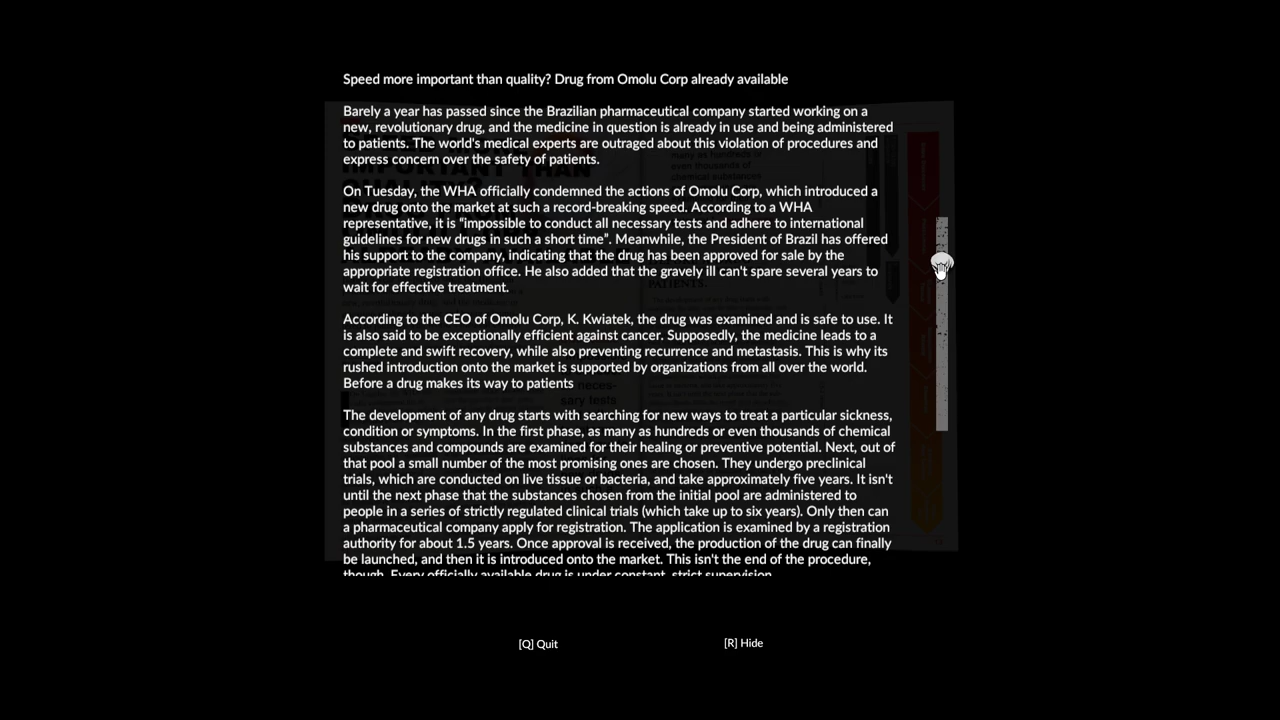 Speed more important than quality? Drug from Omolu Corp already available
Barely a year has passed since the Brazilian pharmaceutical company started working on a
new, revolutionary drug, and the medicine in question is already in use and being administered
to patients. The world's medical experts are outraged about this violation of procedures and
express concern over the safety of patients.
On Tuesday, the WHA officially condemned the actions of Omolu Corp, which introduced a
new drug onto the market at such a record-breaking speed. According to a WHA
representative, it is “impossible to conduct all necessary tests and adhere to international
guidelines for new drugs in such a short time”. Meanwhile, the President of Brazil has offered
his support to the company, indicating that the drug has been approved for sale by the
appropriate registration office. He also added that the gravely ill can't spare several years to
wait for effective treatment.
According to the CEO of Omolu Corp, K. Kwiatek, the drug was examined and is safe to use. It
is also said to be exceptionally efficient against cancer. Supposedly, the medicine leads to a
complete and swift recovery, while also preventing recurrence and metastasis. This is why its
rushed introduction onto the market is supported by organizations from all over the world.
Before a drug makes its way to patients
The development of any drug starts with searching for new ways to treat a particular sickness,
condition or symptoms. In the first phase, as many as hundreds or even thousands of chemical
substances and compounds are examined for their healing or preventive potential. Next, out of
that pool a small number of the most promising ones are chosen. They undergo preclinical
trials, which are conducted on live tissue or bacteria, and take approximately five years. It isn't
until the next phase that the substances chosen from the initial pool are administered to
people in a series of strictly regulated clinical trials (which take up to six years). Only then can
a pharmaceutical company apply for registration. The application is examined by a registration
authority for about 1.5 years. Once approval is received, the production of the drug can finally
be launched, and then it is introduced onto the market. This isn't the end of the procedure,
though. Every officially available drug is under constant, strict supervision.
[Q] Quit
[R] Hide